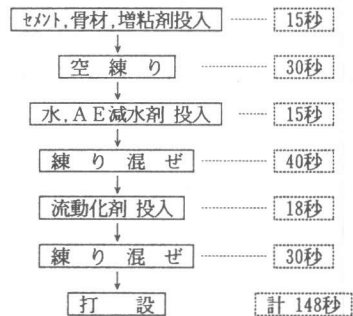 セメント,骨材,増粘剤投入 15秒
空練り 30秒
水,AE減水剤 投入 15秒
練り混ぜ 40秒
流動化剤 投入 18秒
練り混ぜ 30秒
打設 計 148秒